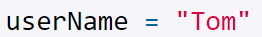 userName = "Tom"